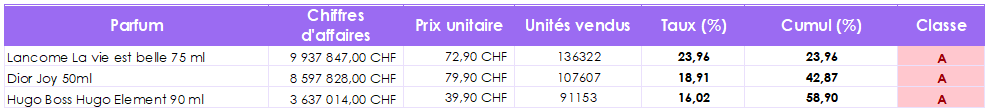 Parfum Chiffres d'affaires Prix unitaire Unités vendus Taux (%) Cumul (%) Classe
Lancome La vie est belle 75 ml 9 937 847,00 CHF 72,90 CHF 136322 23,96 23,96 A
Dior Joy 50ml 8 597 828,00 CHF 79,90 CHF 107607 18,91 42,87 A
Hugo Boss Hugo Element 90 ml 3 637 014,00 CHF 39,90 CHF 91153 16,02 58,90 A